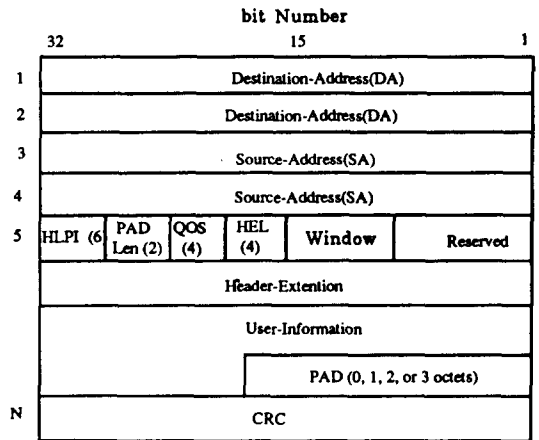 bit Number
32 15 1
1 Destination-Address(DA)
2 Destination-Address(DA)
3 Source-Address(SA)
4 Source-Address(SA)
5 HLPI (6 PAD Len (2) QOS (4) HEL (4) Window Reserved
Header-Extention
User-Information
PAD (0, 1, 2, or 3 octets)
N CRC